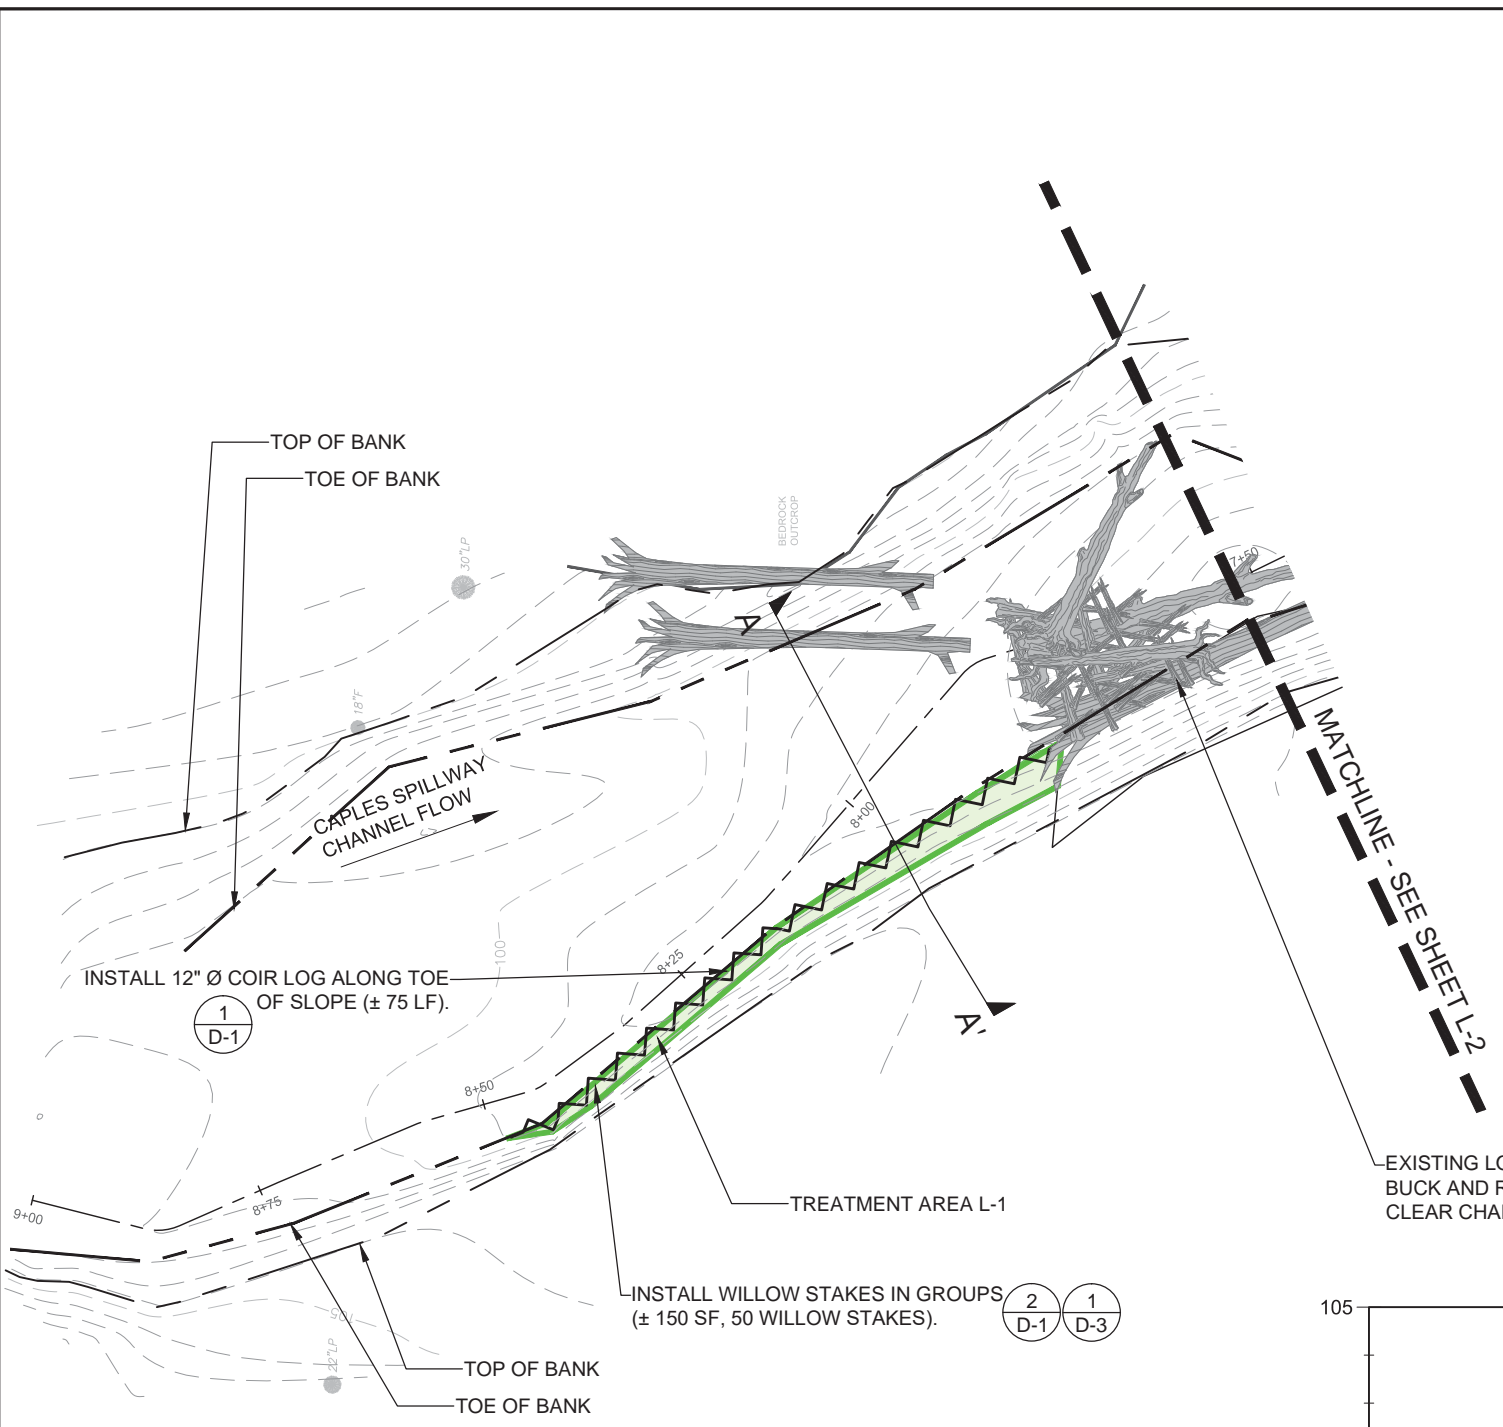 TOP OF BANK
TOE OF BANK
30"LP
BEDROCK
OUTCROP
18"F
A
7+50
CAPLES SPILLWAY
CHANNEL FLOW
8+00
MATCHLINE - SEE SHEET L-2
100
8+25
INSTALL 12" Ø COIR LOG ALONG TOE
OF SLOPE (± 75 LF).
1
D-1
A'
8+50
8+75
9+00
TREATMENT AREA L-1
EXISTING LO
BUCK AND R
CLEAR CHA
INSTALL WILLOW STAKES IN GROUPS
(± 150 SF, 50 WILLOW STAKES).
2
D-1
1
D-3
105
105
22"LP
TOP OF BANK
TOE OF BANK